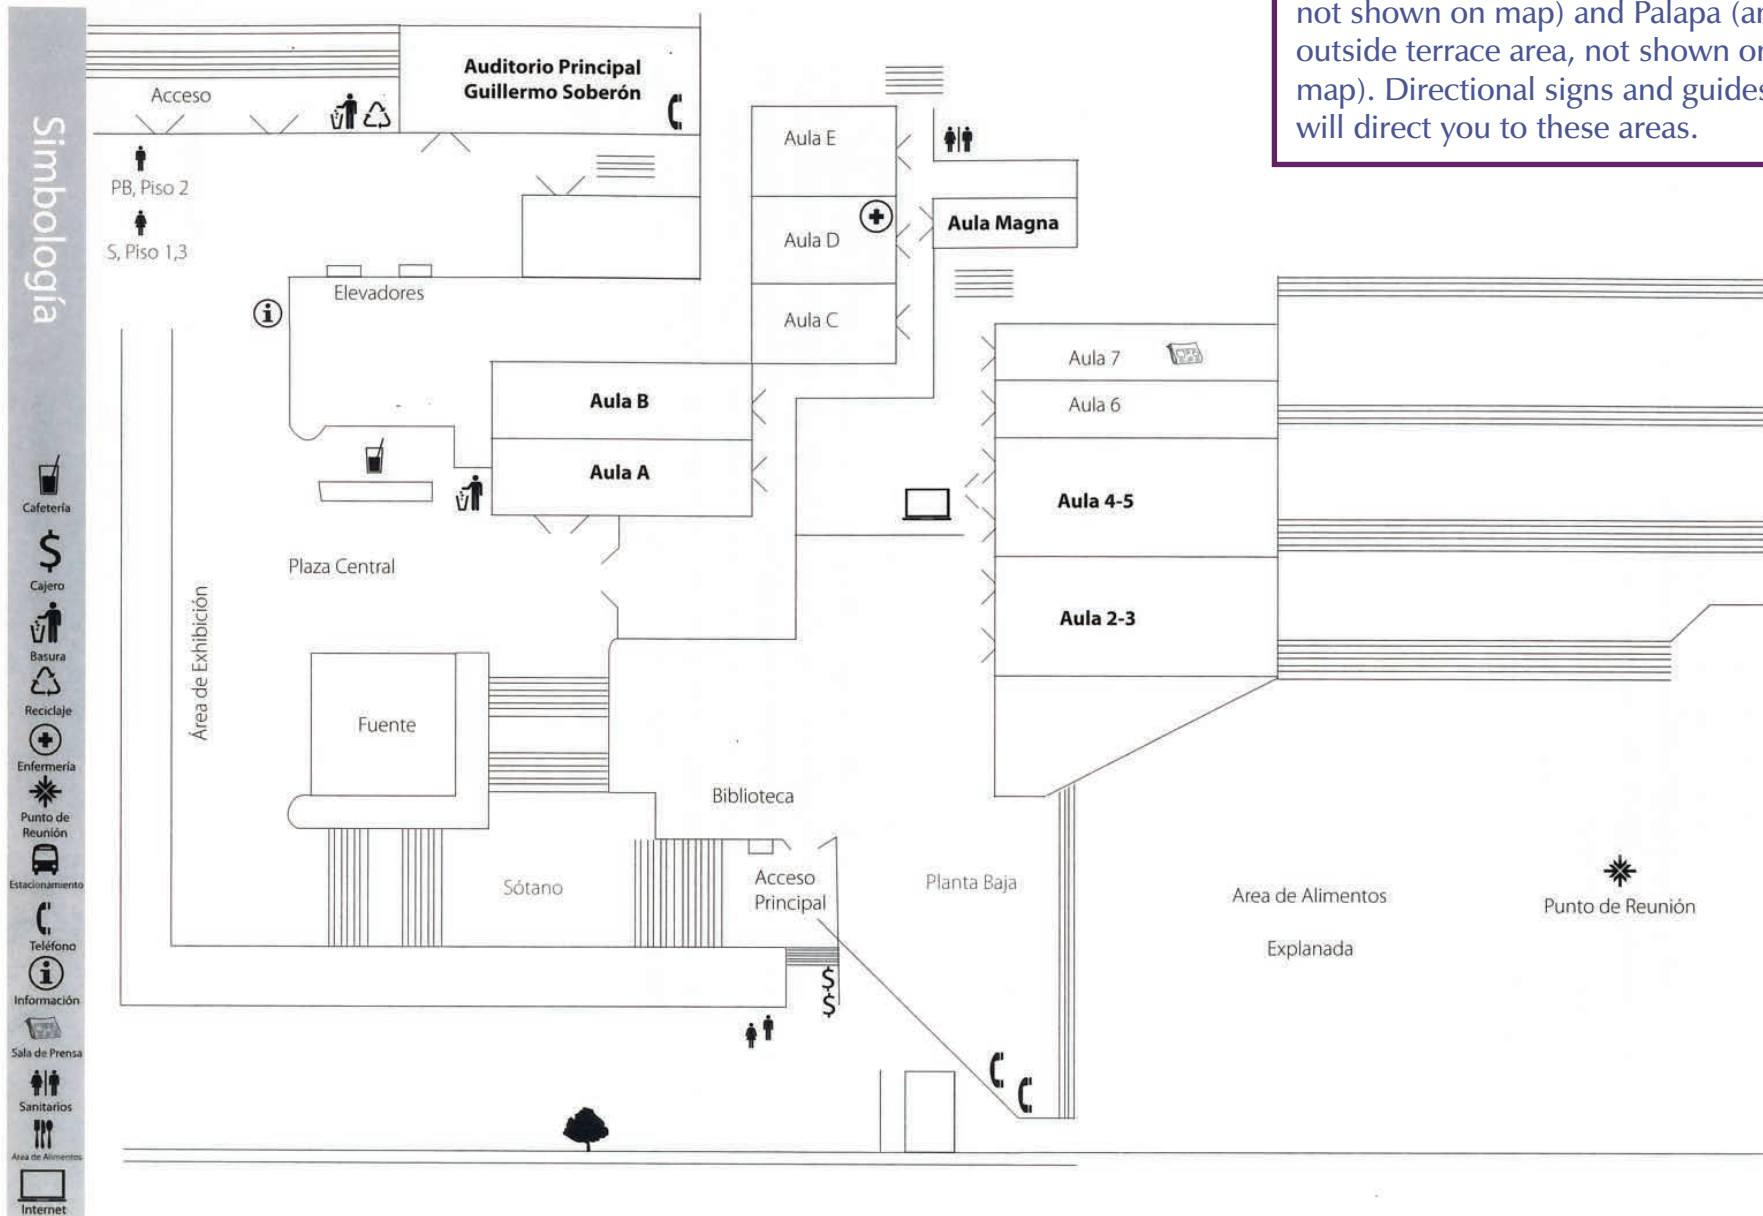 not shown on map) and Palapa (an
outside terrace area, not shown on
map). Directional signs and guides
will direct you to these areas.
Simbología
Cafetería
$
Cajero
Basura
Reciclaje
Enfermería
Punto de
Reunión
Estacionamiento
Teléfono
Información
Sala de Prensa
Sanitarios
Area de Alimentos
Internet
Acceso
Auditorio Principal
Guillermo Soberón
PB, Piso 2
S, Piso 1,3
Elevadores
Aula E
Aula D
Aula C
Aula Magna
Aula B
Aula A
Aula 7
Aula 6
Aula 4-5
Aula 2-3
Plaza Central
Área de Exhibición
Fuente
Biblioteca
Sótano
Acceso
Principal
Planta Baja
Area de Alimentos
Explanada
Punto de Reunión
$
$